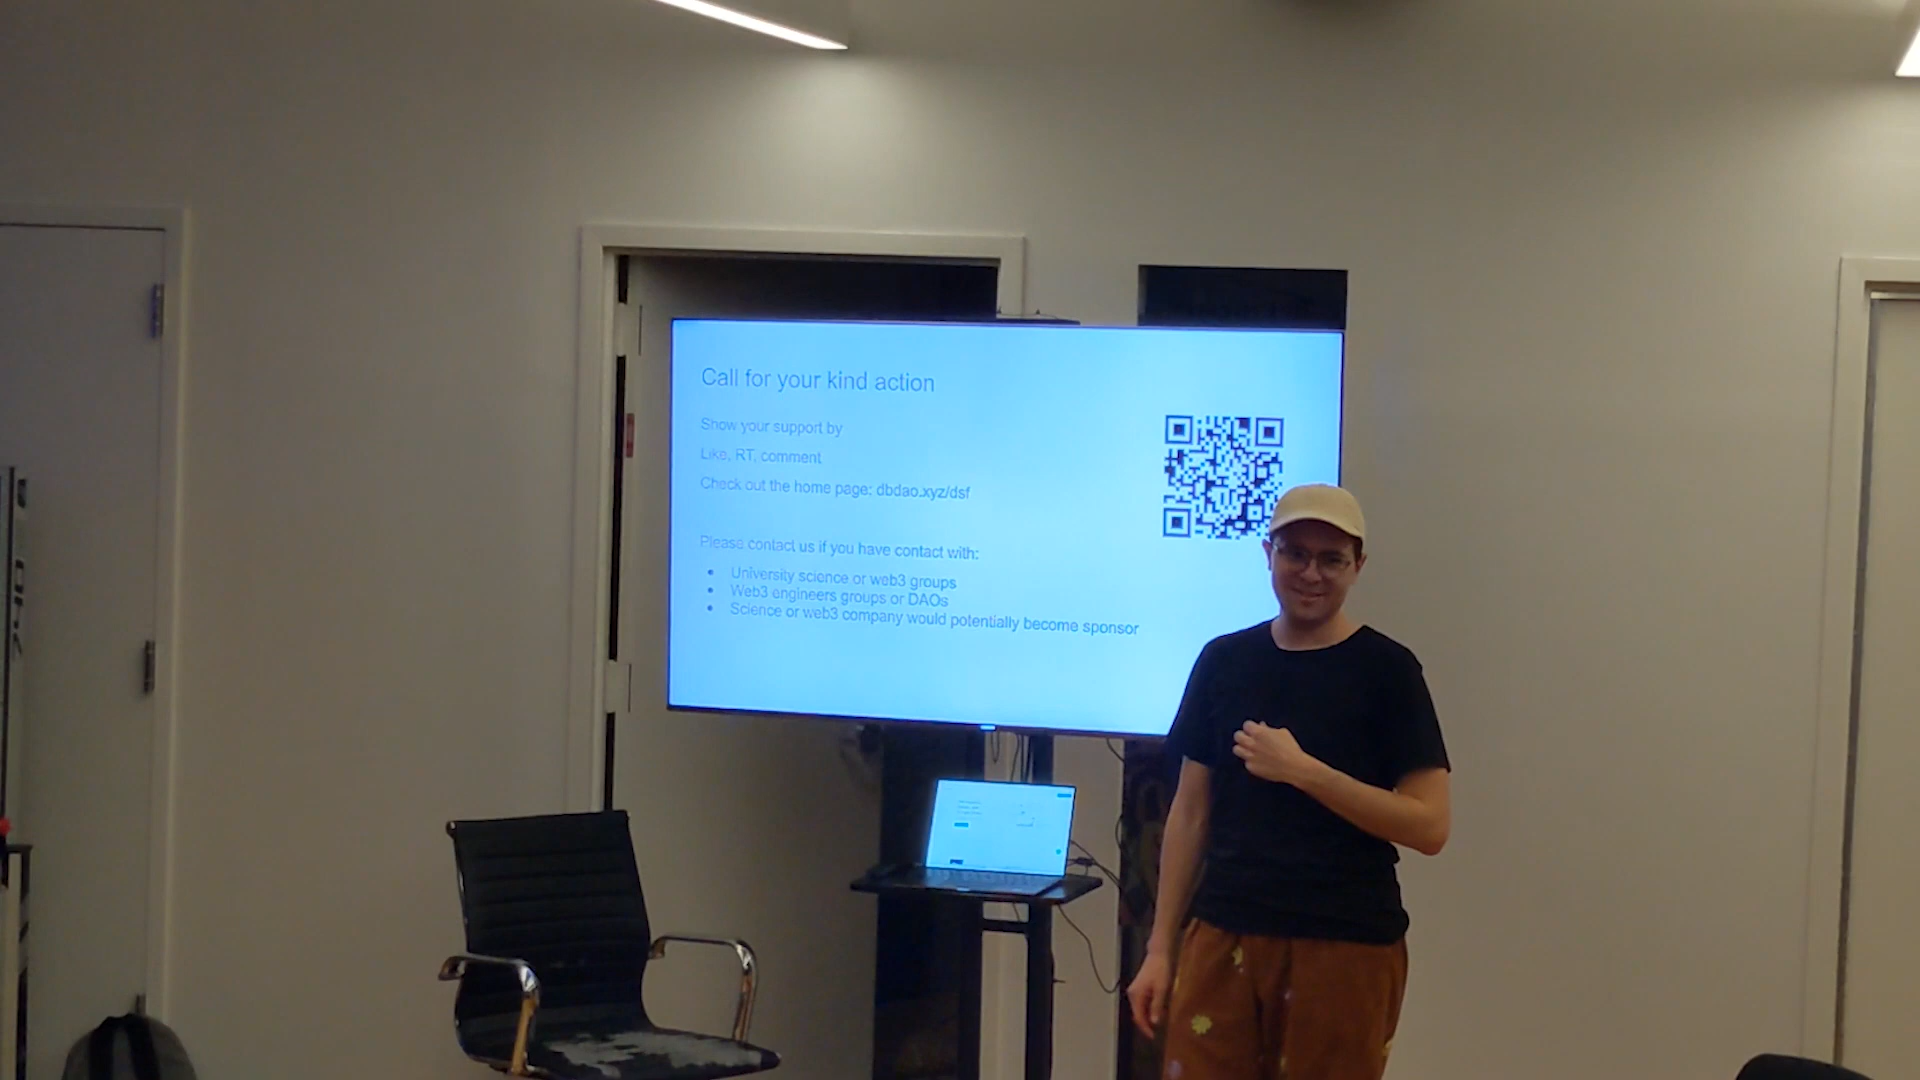 Call for your kind action
Show your support by
Like, RT, comment
Check out the home page: dbdao.xyz/dsf
Please contact us if you have contact with:
University science or web3 groups
Web3 engineers groups or DAOs
Science or web3 company would potentially become sponsor